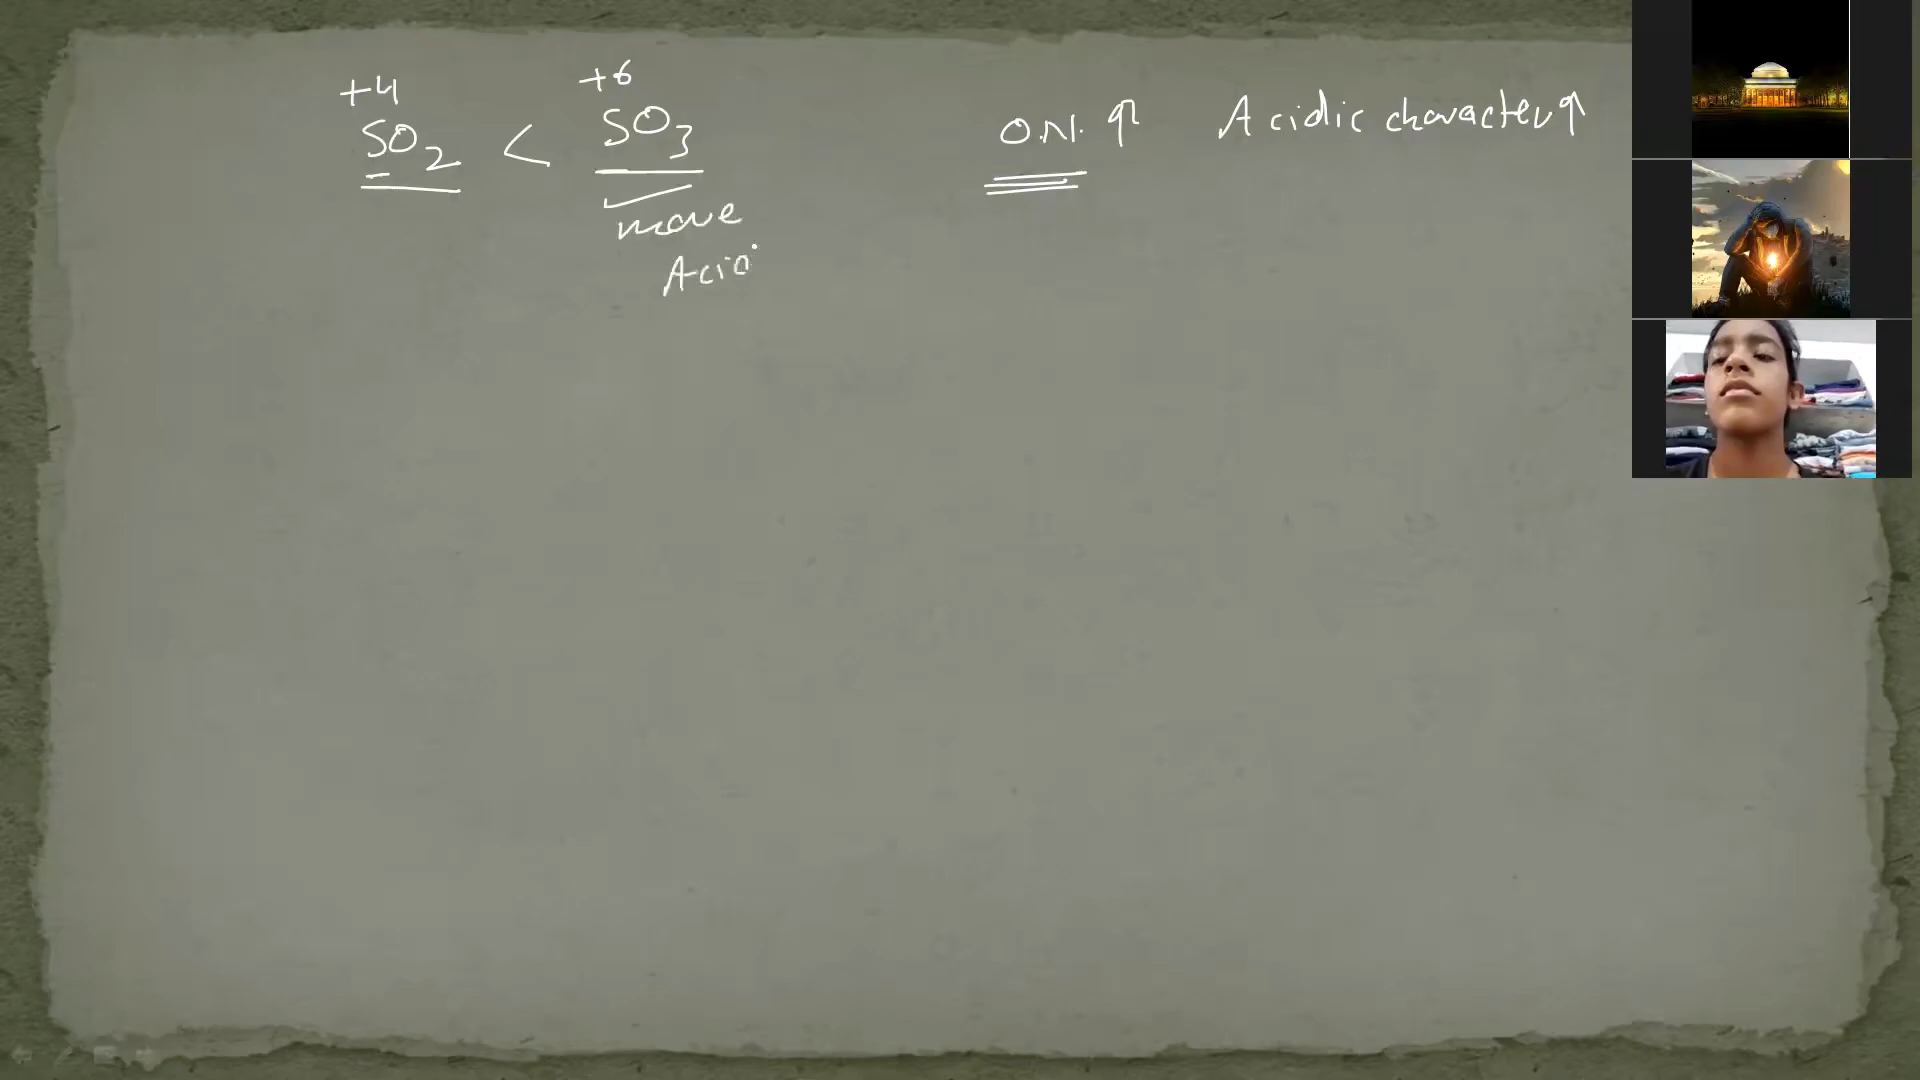 +4 +6
SO2 < SO3 O.N. ↑ Acidic character ↑
more
Acid